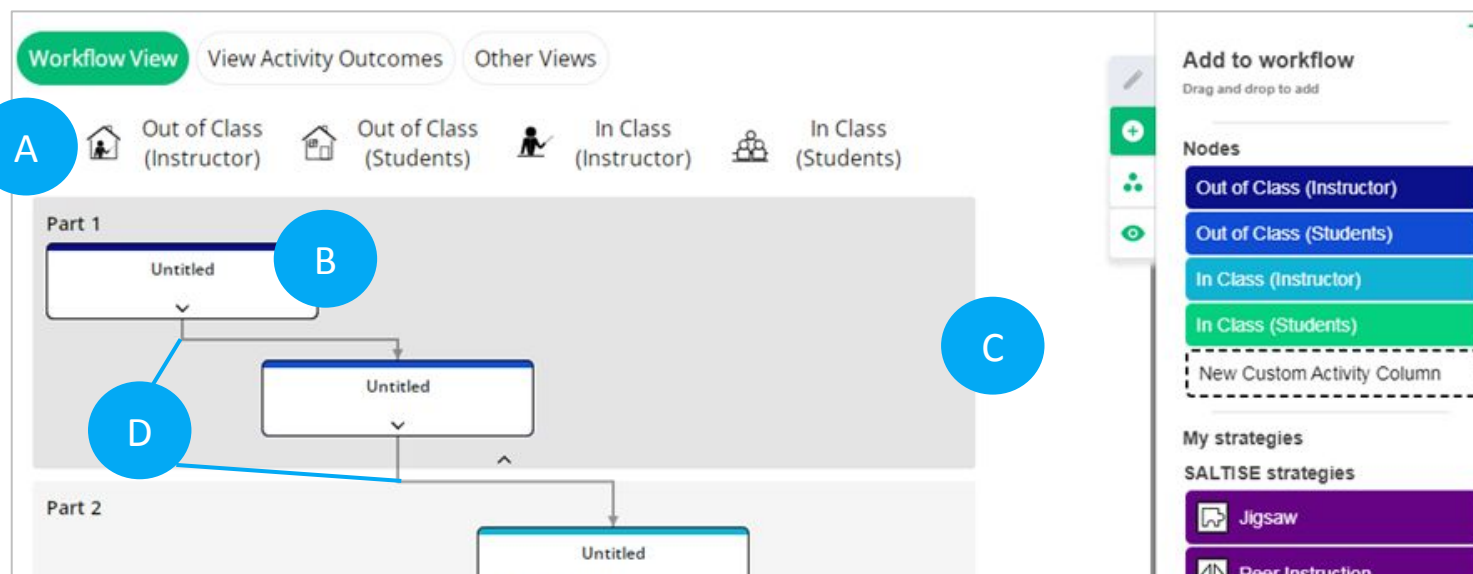 Workflow View
View Activity Outcomes
Other Views
A
Out of Class
(Instructor)
Out of Class
(Students)
In Class
(Instructor)
In Class
(Students)
Part 1
Untitled
B
C
Untitled
D
Part 2
Untitled
Add to workflow
Drag and drop to add
Nodes
Out of Class (Instructor)
Out of Class (Students)
In Class (Instructor)
In Class (Students)
New Custom Activity Column
My strategies
SALTISE strategies
Jigsaw
Peer Instruction